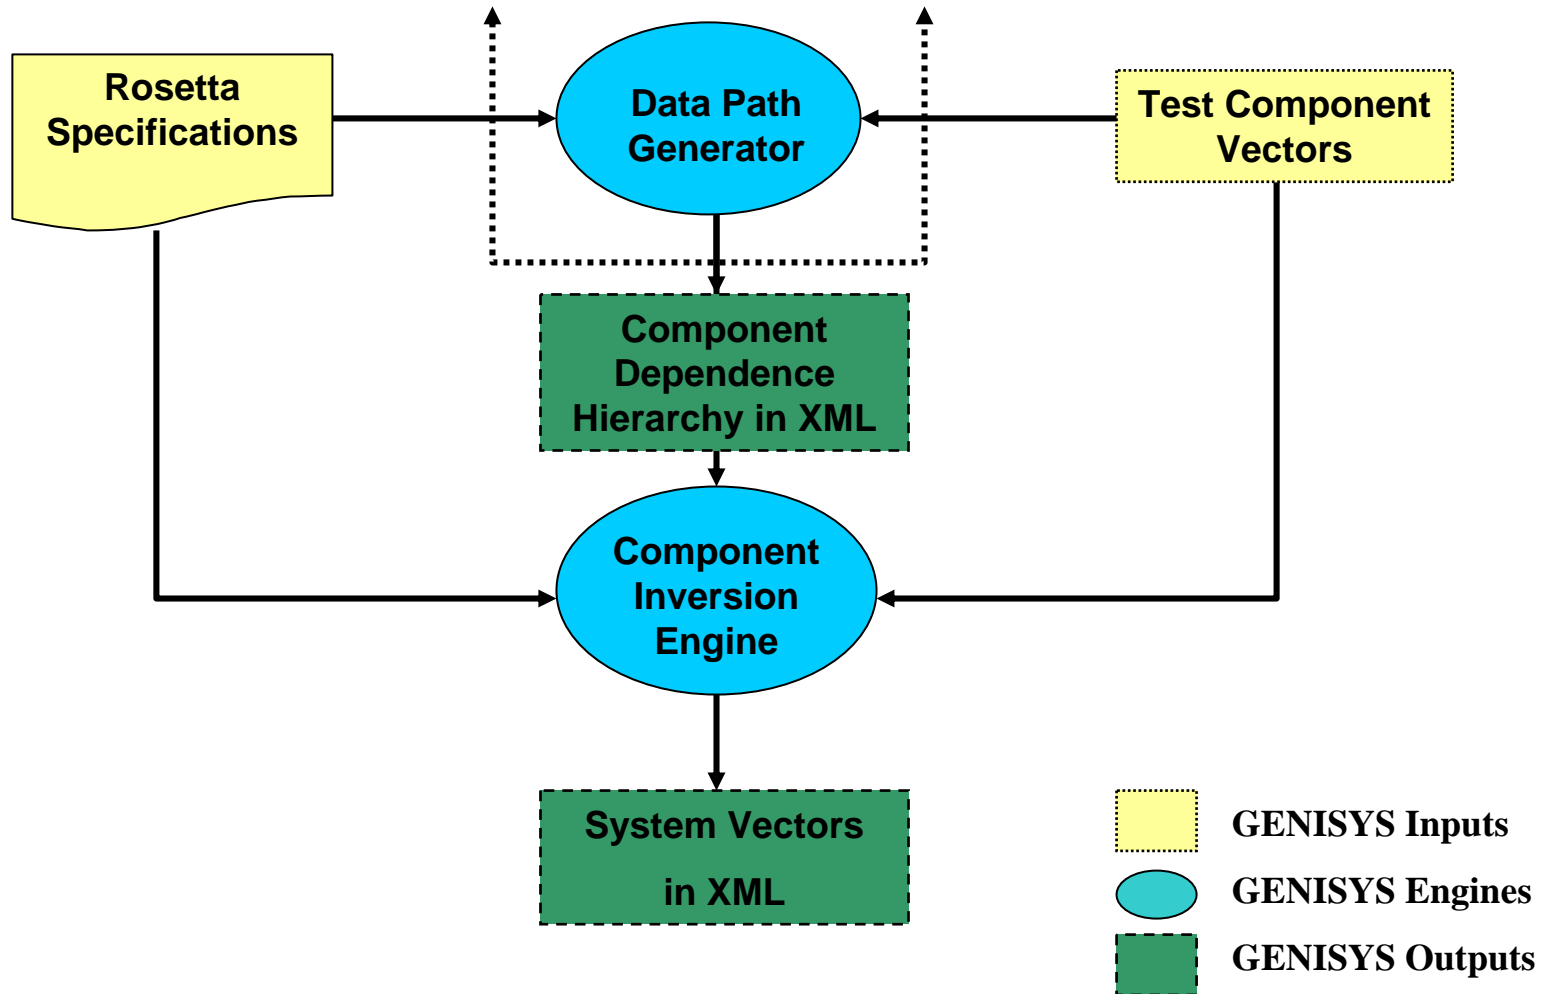 Rosetta
Specifications
Data Path
Generator
Test Component
Vectors
Component
Dependence
Hierarchy in XML
Component
Inversion
Engine
System Vectors
in XML
GENISYS Inputs
GENISYS Engines
GENISYS Outputs